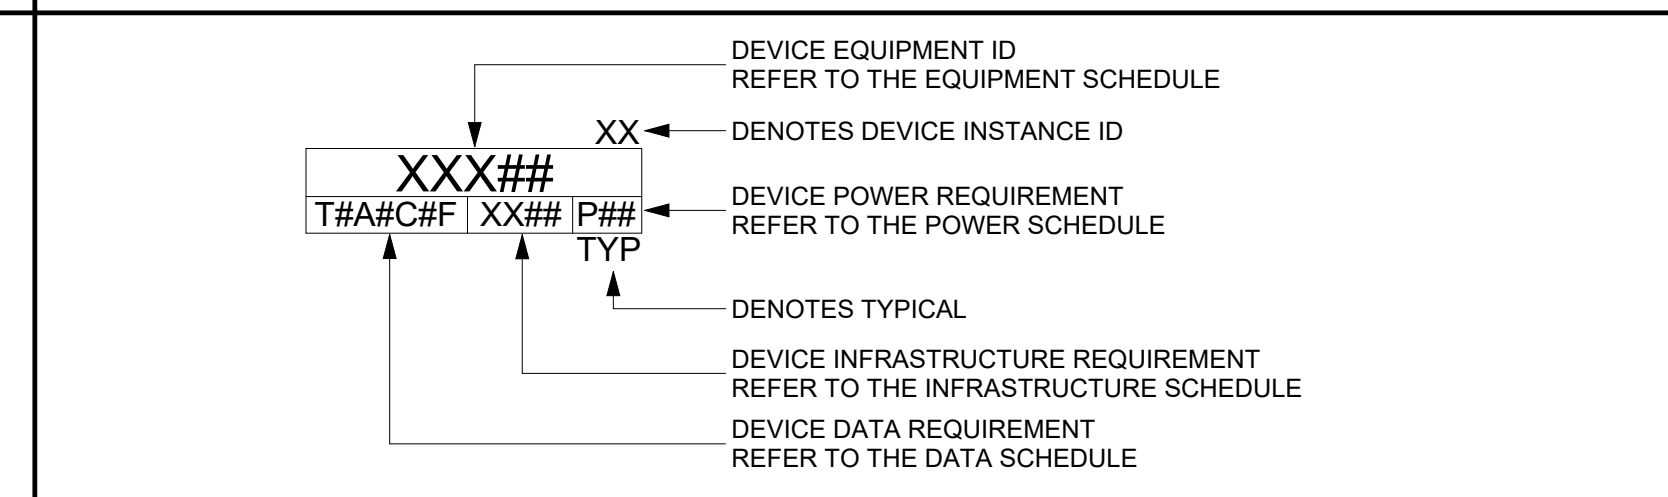 DEVICE EQUIPMENT ID
REFER TO THE EQUIPMENT SCHEDULE
XX
DENOTES DEVICE INSTANCE ID
XXX##
T#A#C#F XX## P##
DEVICE POWER REQUIREMENT
REFER TO THE POWER SCHEDULE
TYP
DENOTES TYPICAL
DEVICE INFRASTRUCTURE REQUIREMENT
REFER TO THE INFRASTRUCTURE SCHEDULE
DEVICE DATA REQUIREMENT
REFER TO THE DATA SCHEDULE